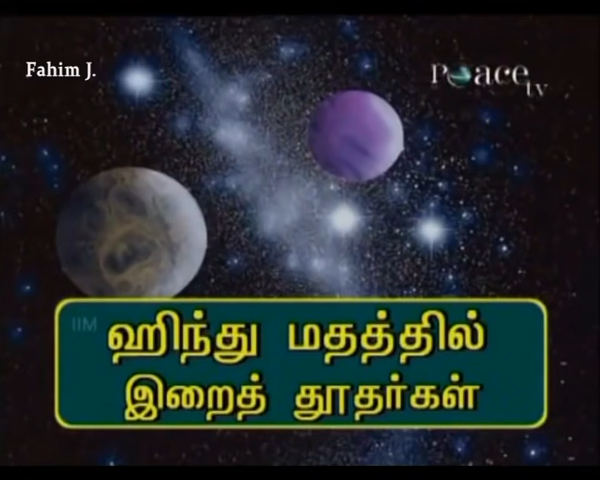 Fahim J.
Peace tv
IIM
ஹிந்து மதத்தில்
இறைத் தூதர்கள்